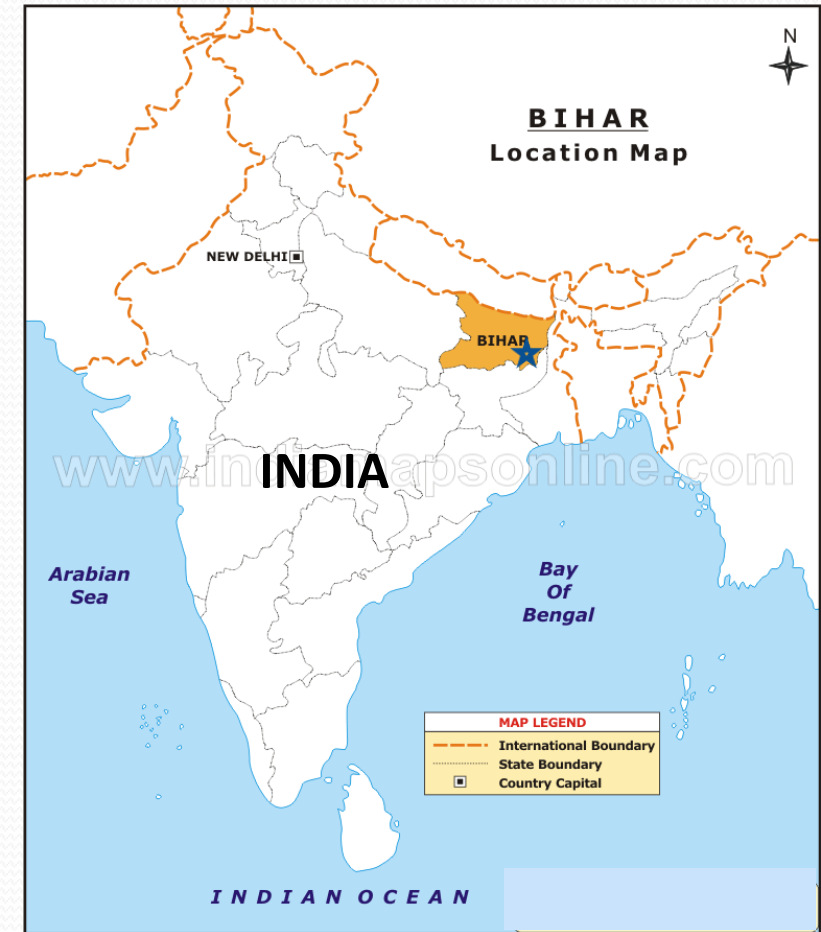 N
BIHAR
Location Map
NEW DELHI
BIHAR
www.indiamapsonline.com
INDIA
Arabian
Sea
Bay
Of
Bengal
MAP LEGEND
International Boundary
State Boundary
Country Capital
INDIAN OCEAN